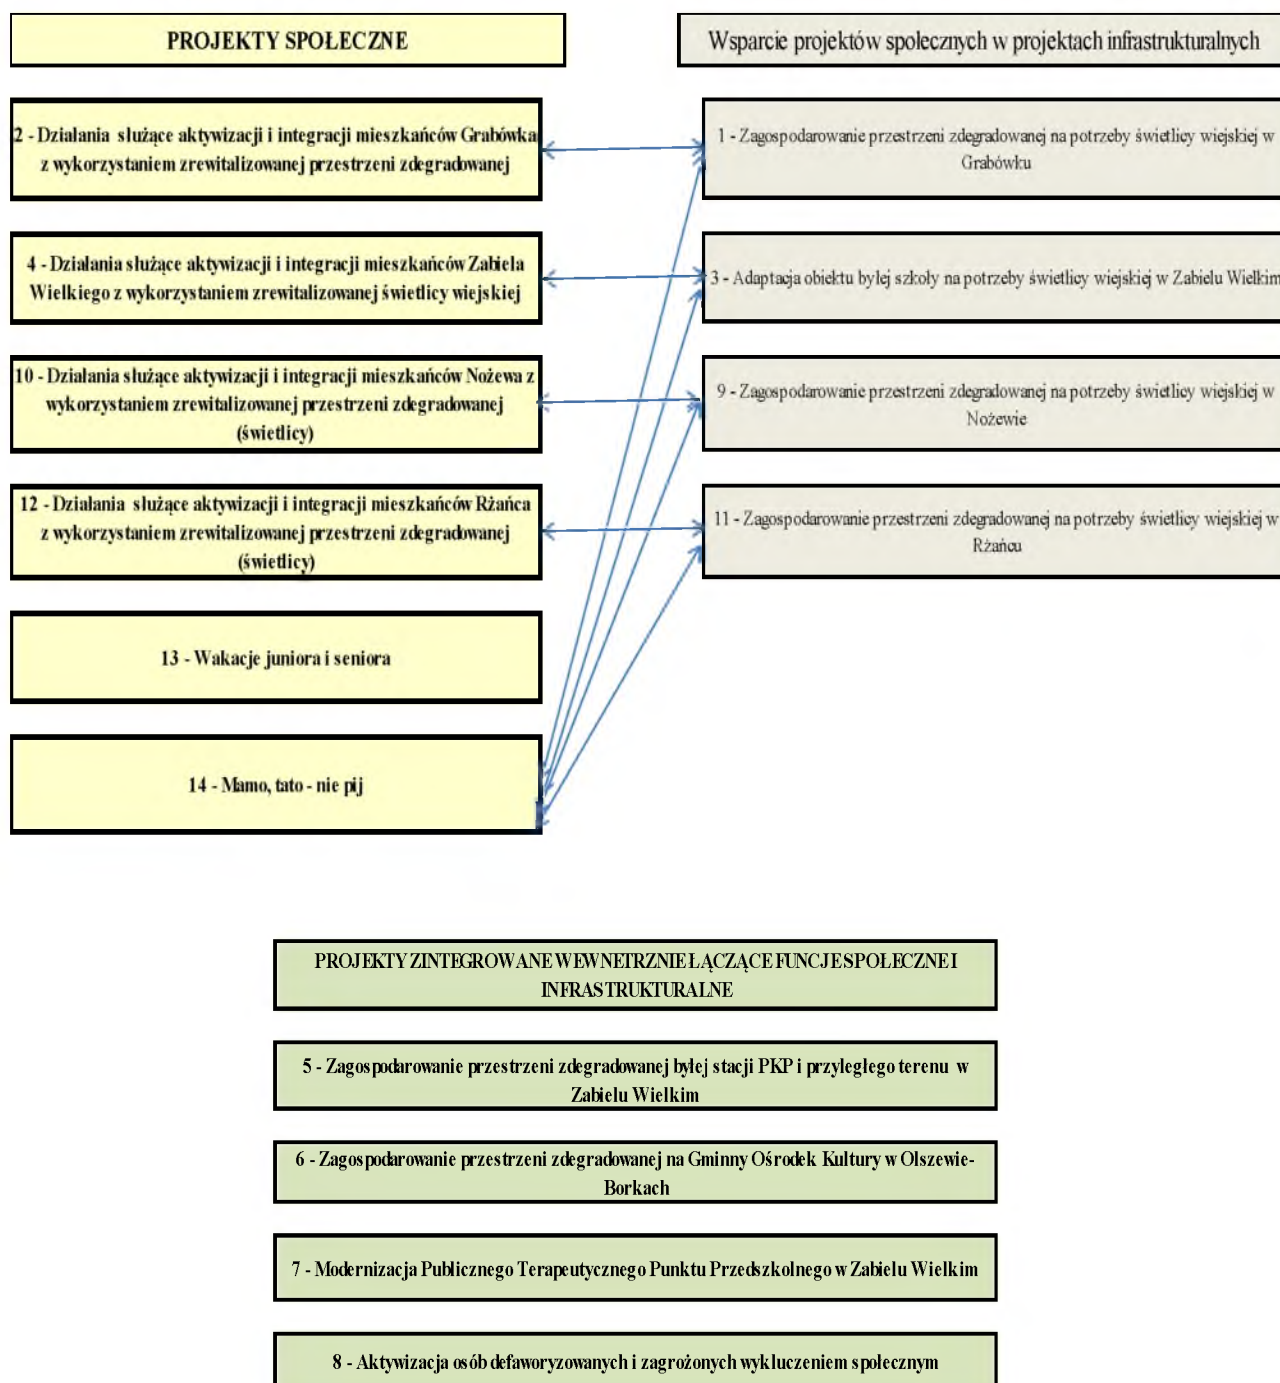 PROJEKTY SPOŁECZNE
Wsparcie projektów społecznych w projektach infrastrukturalnych
2 - Działania służące aktywizacji i integracji mieszkańców Grabówka
z wykorzystaniem zrewitalizowanej przestrzeni zdegradowanej
1 - Zagospodarowanie przestrzeni zdegradowanej na potrzeby świetlicy wiejskiej w
Grabówku
4 - Działania służące aktywizacji i integracji mieszkańców Zabiela
Wielkiego z wykorzystaniem zrewitalizowanej świetlicy wiejskiej
3 - Adaptacja obiektu byłej szkoły na potrzeby świetlicy wiejskiej w Zabielu Wielkim
10 - Działania służące aktywizacji i integracji mieszkańców Nożewa z
wykorzystaniem zrewitalizowanej przestrzeni zdegradowanej
(świetlicy)
9 - Zagospodarowanie przestrzeni zdegradowanej na potrzeby świetlicy wiejskiej w
Nożewie
12 - Działania służące aktywizacji i integracji mieszkańców Rżańca
z wykorzystaniem zrewitalizowanej przestrzeni zdegradowanej
(świetlicy)
11 - Zagospodarowanie przestrzeni zdegradowanej na potrzeby świetlicy wiejskiej w
Rżańcu
13 - Wakacje juniora i seniora
14 - Mamo, tato - nie pij
PROJEKTY ZINTEGROWANE WEWNETRZNIE ŁĄCZĄCE FUNCJE SPOŁECZNE I
INFRASTRUKTURALNE
5 - Zagospodarowanie przestrzeni zdegradowanej byłej stacji PKP i przyległego terenu w
Zabielu Wielkim
6 - Zagospodarowanie przestrzeni zdegradowanej na Gminny Ośrodek Kultury w Olszewie-
Borkach
7 - Modernizacja Publicznego Terapeutycznego Punktu Przedszkolnego w Zabielu Wielkim
8 - Aktywizacja osób defaworyzowanych i zagrożonych wykluczeniem społecznym